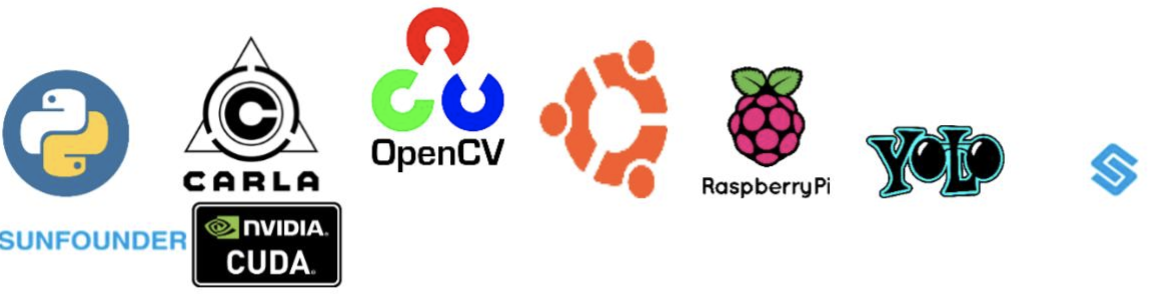 CARLA
OpenCV
RaspberryPi
YOLO
SUNFOUNDER
NVIDIA.
CUDA.